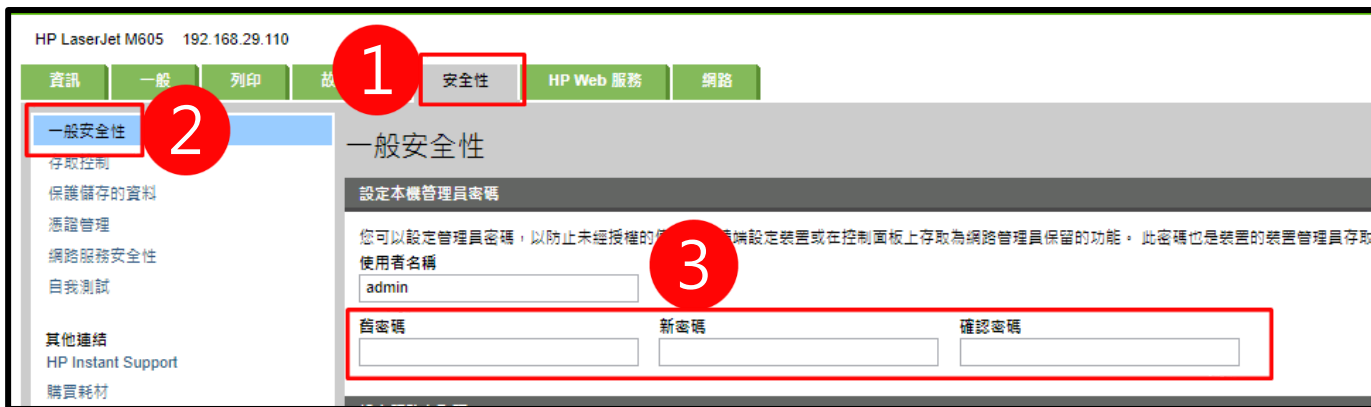 HP LaserJet M605 192.168.29.110
資訊 一般 列印 故 1 安全性 HP Web 服務 網路
一般安全性 2
存取控制
保護儲存的資料
憑證管理
網路服務安全性
自我測試
其他連結
HP Instant Support
購買耗材
一般安全性
設定本機管理員密碼
您可以設定管理員密碼,以防止未經授權的 端設定裝置或在控制面板上存取為網路管理員保留的功能。 此密碼也是裝置的裝置管理員存取
使用者名稱
admin
3
舊密碼 新密碼 確認密碼